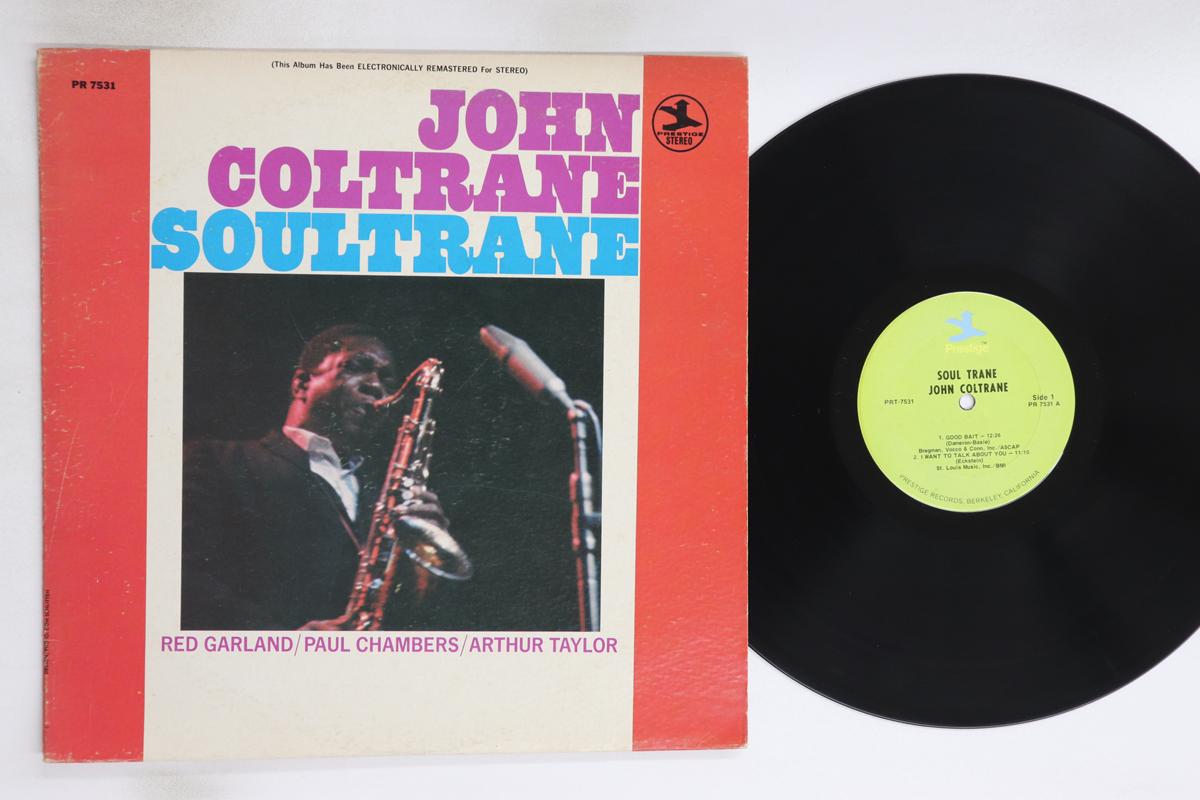 (This Album Has Been ELECTRONICALLY REMASTERED For STEREO)
PR 7531
JOHN
COLTRANE
SOULTRANE
PRESTIGE
STEREO
RED GARLAND/PAUL CHAMBERS/ARTHUR TAYLOR
Prestige
SOUL TRANE
JOHN COLTRANE
PRT-7531
Side 1
PR 7531 A
1. GOOD BAIT — 12:26
(Dameron-Basie)
Bregman, Vocco & Conn, Inc./ASCAP
2. I WANT TO TALK ABOUT YOU — 11:10
(Eckstein)
St. Louis Music, Inc./BMI
PRESTIGE RECORDS, BERKELEY, CALIFORNIA